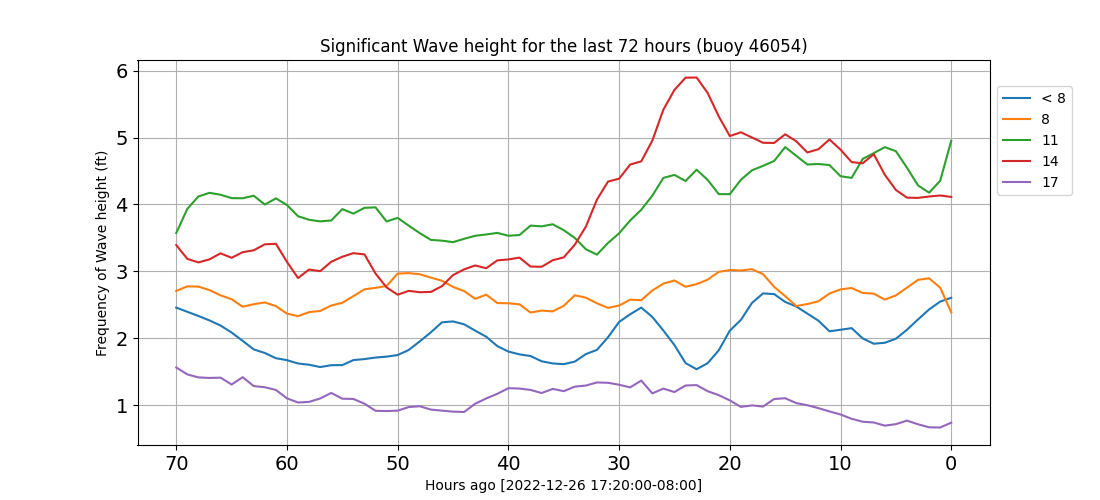 Significant Wave height for the last 72 hours (buoy 46054)
Frequency of Wave height (ft)
6
5
4
3
2
1
70 60 50 40 30 20 10 0
Hours ago [2022-12-26 17:20:00-08:00]
< 8
8
11
14
17